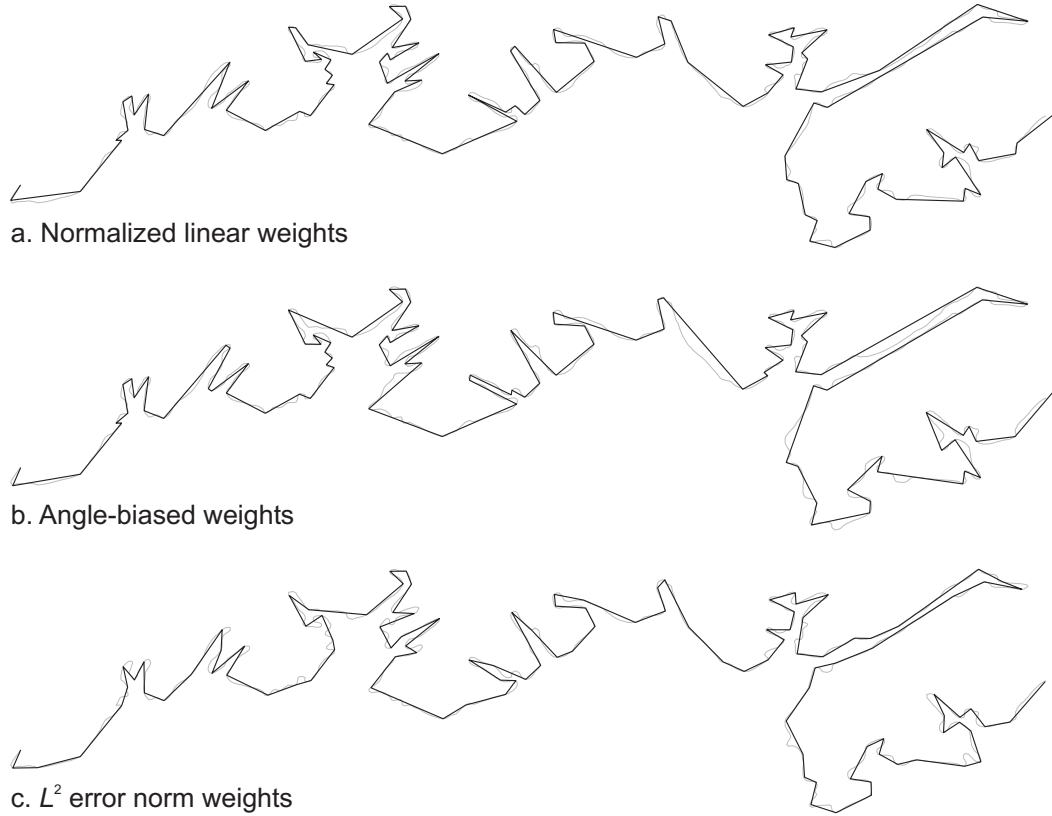 a. Normalized linear weights
b. Angle-biased weights
c. L² error norm weights